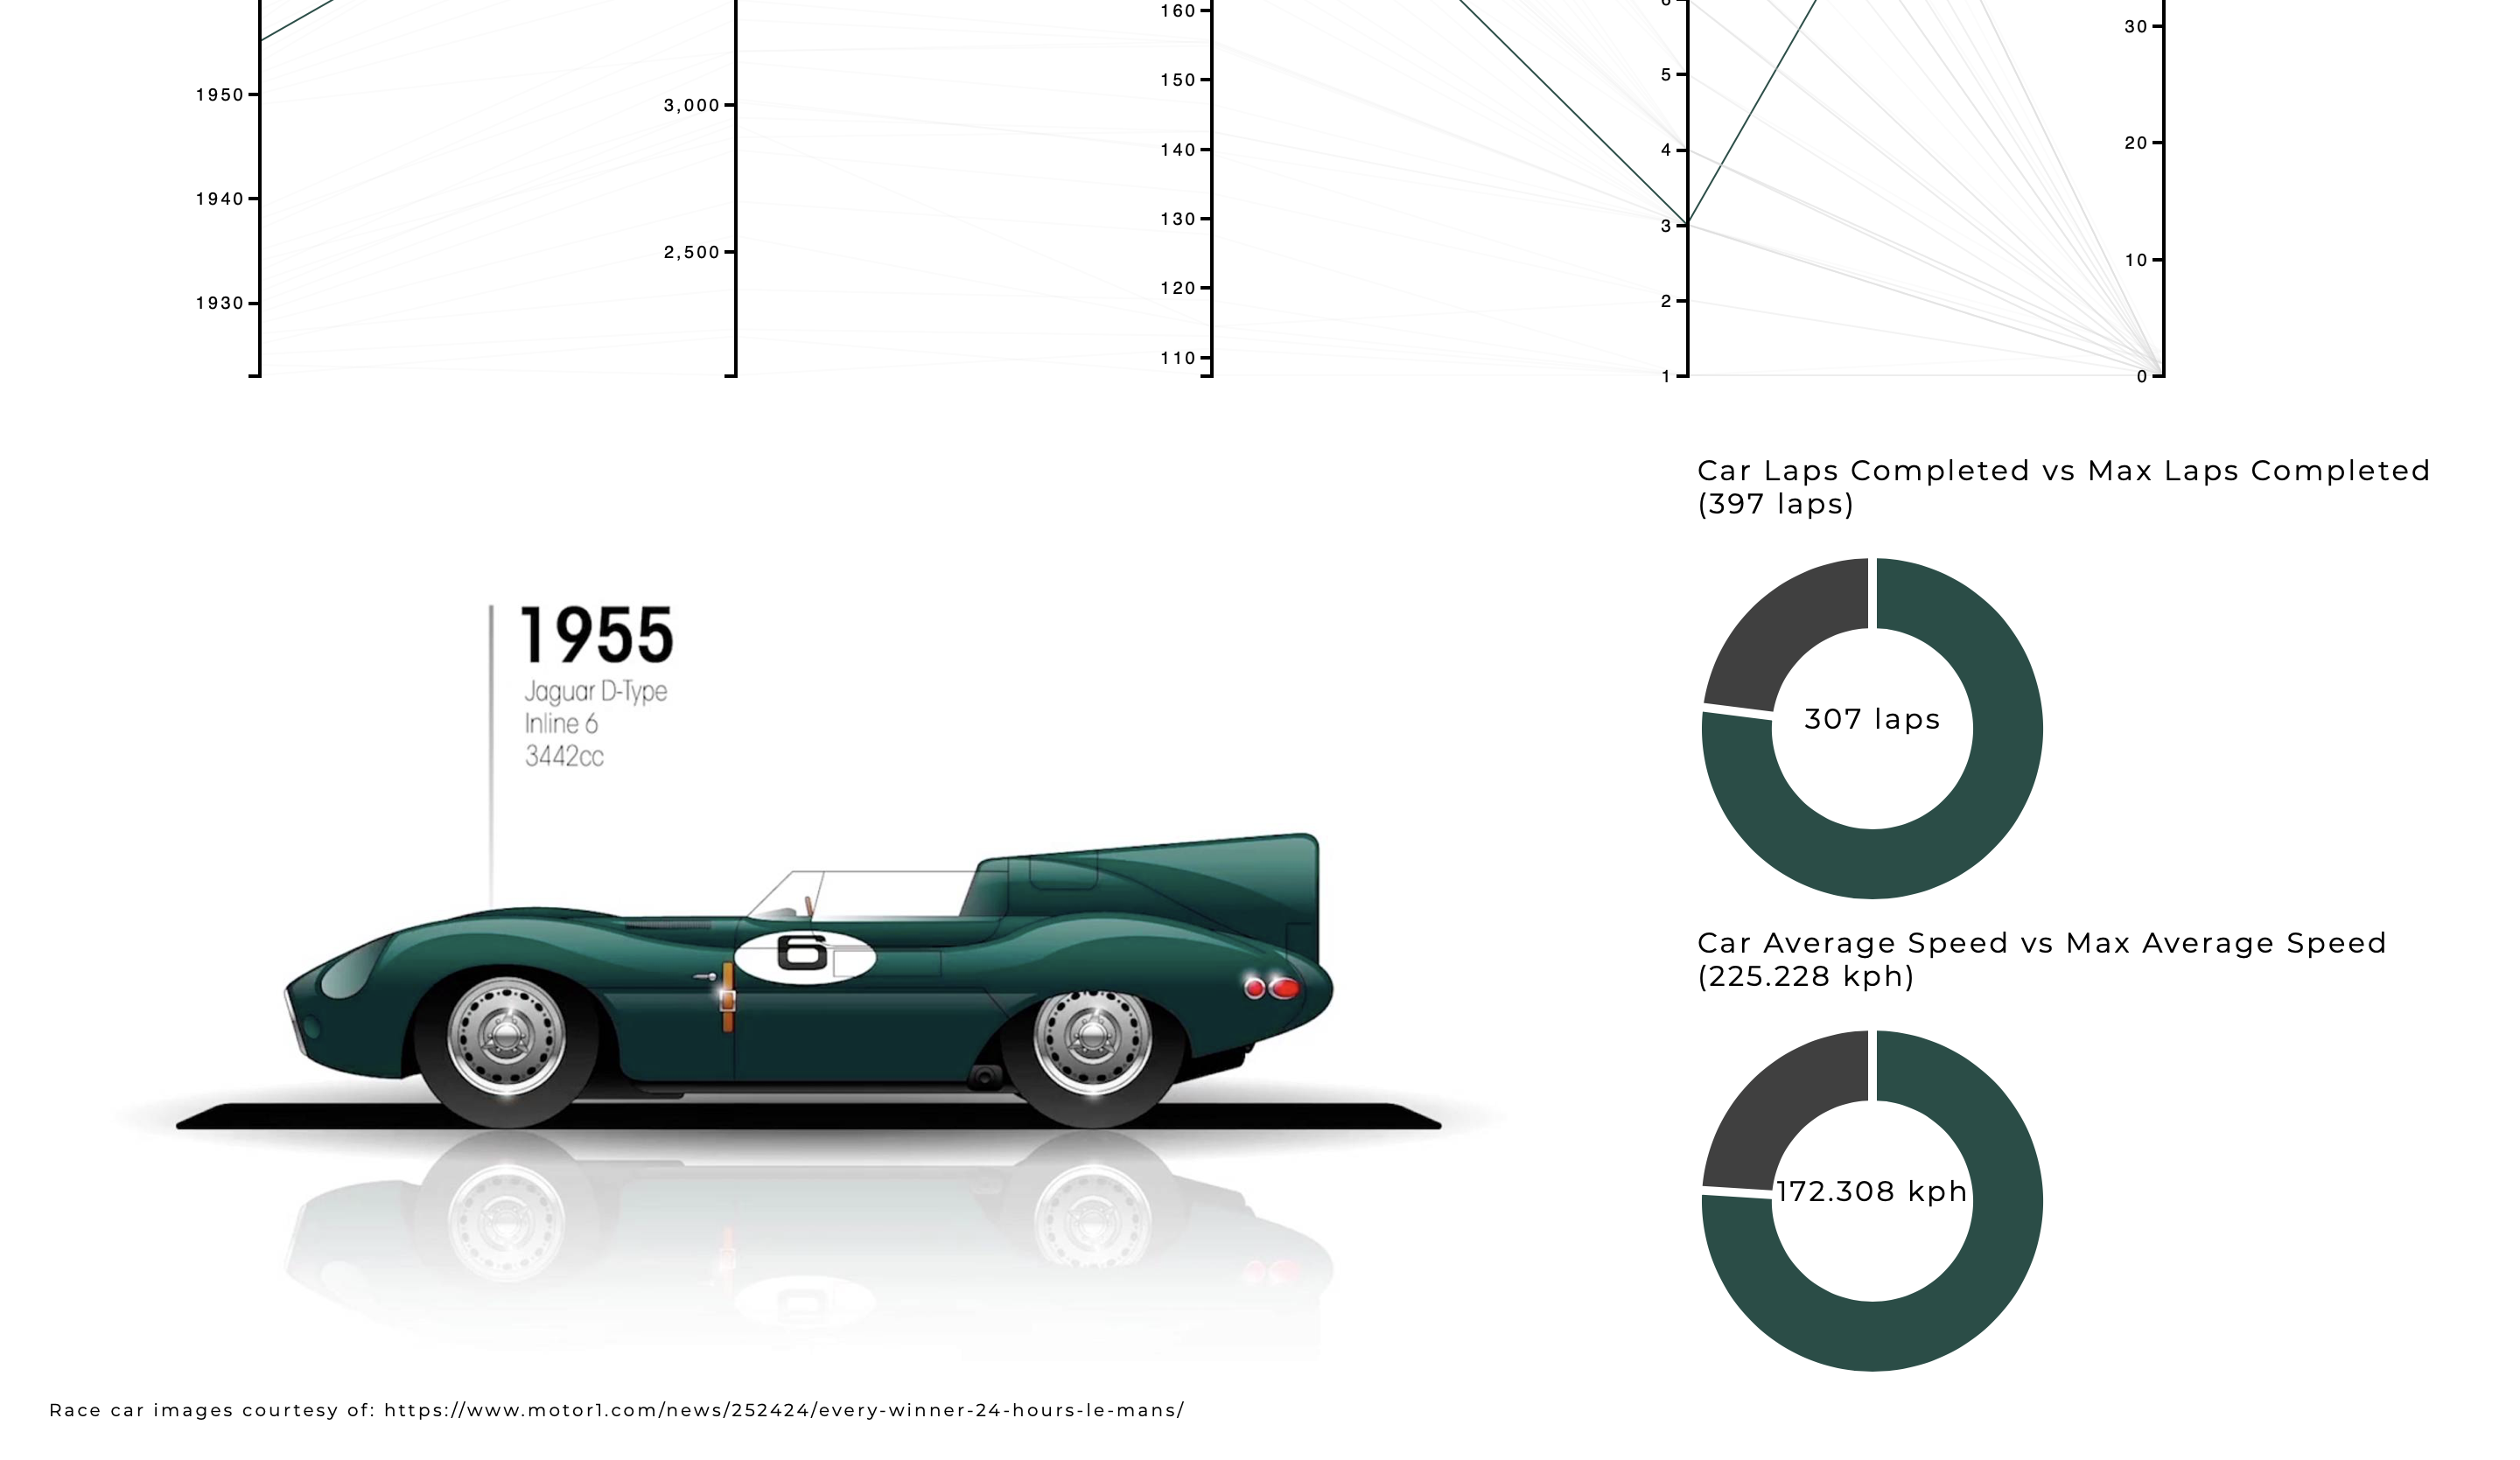 160
30
6
150
5
1950
3,000
140
4
20
1940
130
3
2,500
10
120
2
1930
110
1
0
Car Laps Completed vs Max Laps Completed
(397 laps)
307 laps
1955
Jaguar D-Type
Inline 6
3442cc
6
Car Average Speed vs Max Average Speed
(225.228 kph)
172.308 kph
Race car images courtesy of: https://www.motor1.com/news/252424/every-winner-24-hours-le-mans/